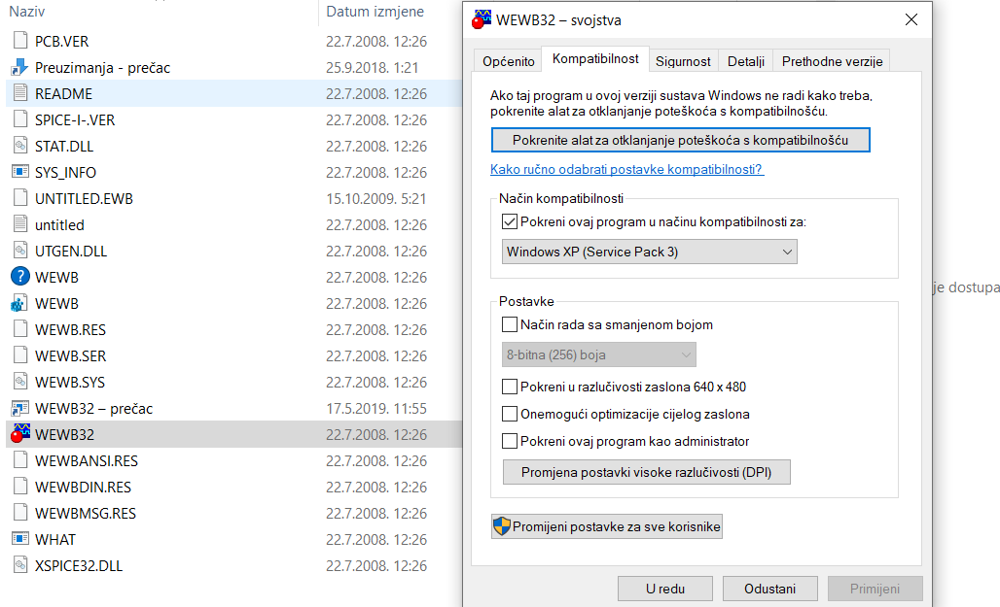 Naziv
Datum izmjene
PCB.VER 22.7.2008. 12:26
Preuzimanja - prečac 25.9.2018. 1:21
README 22.7.2008. 12:26
SPICE-I-.VER 22.7.2008. 12:26
STAT.DLL 22.7.2008. 12:26
SYS_INFO 22.7.2008. 12:26
UNTITLED.EWB 15.10.2009. 5:21
untitled 22.7.2008. 12:26
UTGEN.DLL 22.7.2008. 12:26
WEWB 22.7.2008. 12:26
WEWB 22.7.2008. 12:26
WEWB.RES 22.7.2008. 12:26
WEWB.SER 22.7.2008. 12:26
WEWB.SYS 22.7.2008. 12:26
WEWB32 – prečac 17.5.2019. 11:55
WEWB32 22.7.2008. 12:26
WEWBANSI.RES 22.7.2008. 12:26
WEWBDIN.RES 22.7.2008. 12:26
WEWBMSG.RES 22.7.2008. 12:26
WHAT 22.7.2008. 12:26
XSPICE32.DLL 22.7.2008. 12:26
WEWB32 – svojstva
Općenito Kompatibilnost Sigurnost Detalji Prethodne verzije
Ako taj program u ovoj verziji sustava Windows ne radi kako treba,
pokrenite alat za otklanjanje poteškoća s kompatibilnošću.
Pokrenite alat za otklanjanje poteškoća s kompatibilnošću
Kako ručno odabrati postavke kompatibilnosti?
Način kompatibilnosti
Pokreni ovaj program u načinu kompatibilnosti za:
Windows XP (Service Pack 3)
Postavke
Način rada sa smanjenom bojom
8-bitna (256) boja
Pokreni u razlučivosti zaslona 640 x 480
Onemogući optimizacije cijelog zaslona
Pokreni ovaj program kao administrator
Promjena postavki visoke razlučivosti (DPI)
Promijeni postavke za sve korisnike
U redu Odustani Primijeni
je dostupa